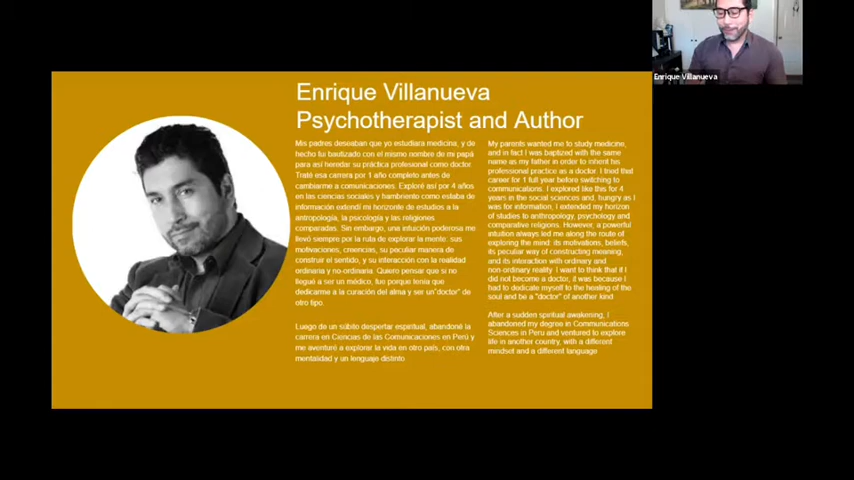 Enrique Villanueva
Psychotherapist and Author
Mis padres deseaban que yo estudiara medicina, y de
hecho fui bautizado con el mismo nombre de mi papá
para así heredar su práctica profesional como doctor.
Traté esa carrera por 1 año completo antes de
cambiarme a comunicaciones. Exploré así por 4 años
en las ciencias sociales y hambriento como estaba de
información extendí mi horizonte de estudios a la
antropología, la psicología y las religiones
comparadas. Sin embargo, una intuición poderosa me
llevó siempre por la ruta de explorar la mente: sus
motivaciones, creencias, su peculiar manera de
construir el sentido, y su interacción con la realidad
ordinaria y no-ordinaria. Quiero pensar que si no
llegué a ser un médico, fue porque tenía que
dedicarme a la curación del alma y ser un"doctor" de
otro tipo.
Luego de un súbito despertar espiritual, abandoné la
carrera en Ciencias de las Comunicaciones en Perú y
me aventuré a explorar la vida en otro país, con otra
mentalidad y un lenguaje distinto
My parents wanted me to study medicine,
and in fact I was baptized with the same
name as my father in order to inherit his
professional practice as a doctor. I tried that
career for 1 full year before switching to
communications. I explored like this for 4
years in the social sciences and, hungry as I
was for information, I extended my horizon
of studies to anthropology, psychology and
comparative religions. However, a powerful
intuition always led me along the route of
exploring the mind: its motivations, beliefs,
its peculiar way of constructing meaning,
and its interaction with ordinary and
non-ordinary reality. I want to think that if I
did not become a doctor, it was because I
had to dedicate myself to the healing of the
soul and be a "doctor" of another kind.
After a sudden spiritual awakening, I
abandoned my degree in Communications
Sciences in Peru and ventured to explore
life in another country, with a different
mindset and a different language
Enrique Villanueva